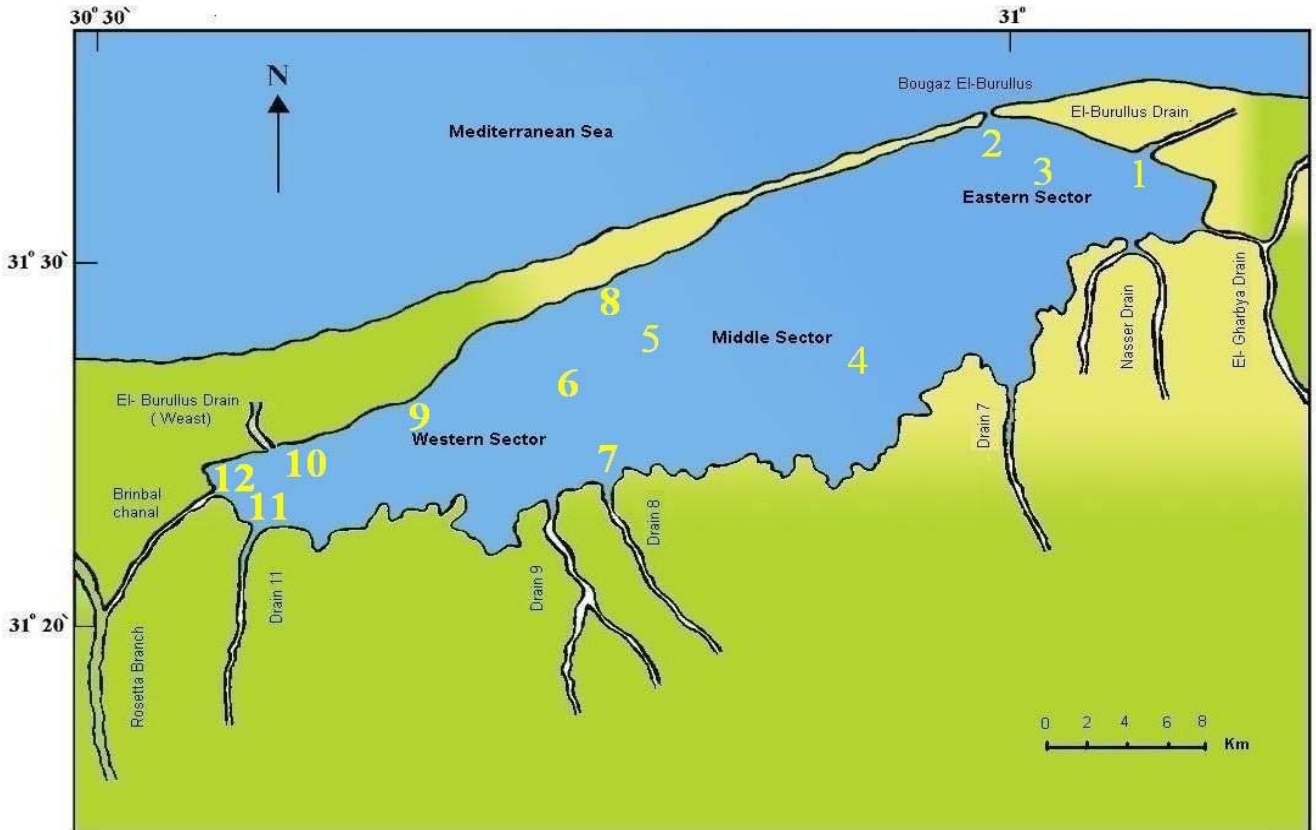 30° 30`
31°
N
Bougaz El-Burullus
El-Burullus Drain
Mediterranean Sea
2
3
1
Eastern Sector
31° 30`
8
5
Middle Sector
4
6
Nasser Drain
El- Gharbya Drain
El- Burullus Drain
( Weast)
9
Western Sector
Drain 7
12
10
7
11
Brinbal
chanal
Drain 8
Drain 9
Drain 11
31° 20`
Rosetta Branch
0 2 4 6 8
Km